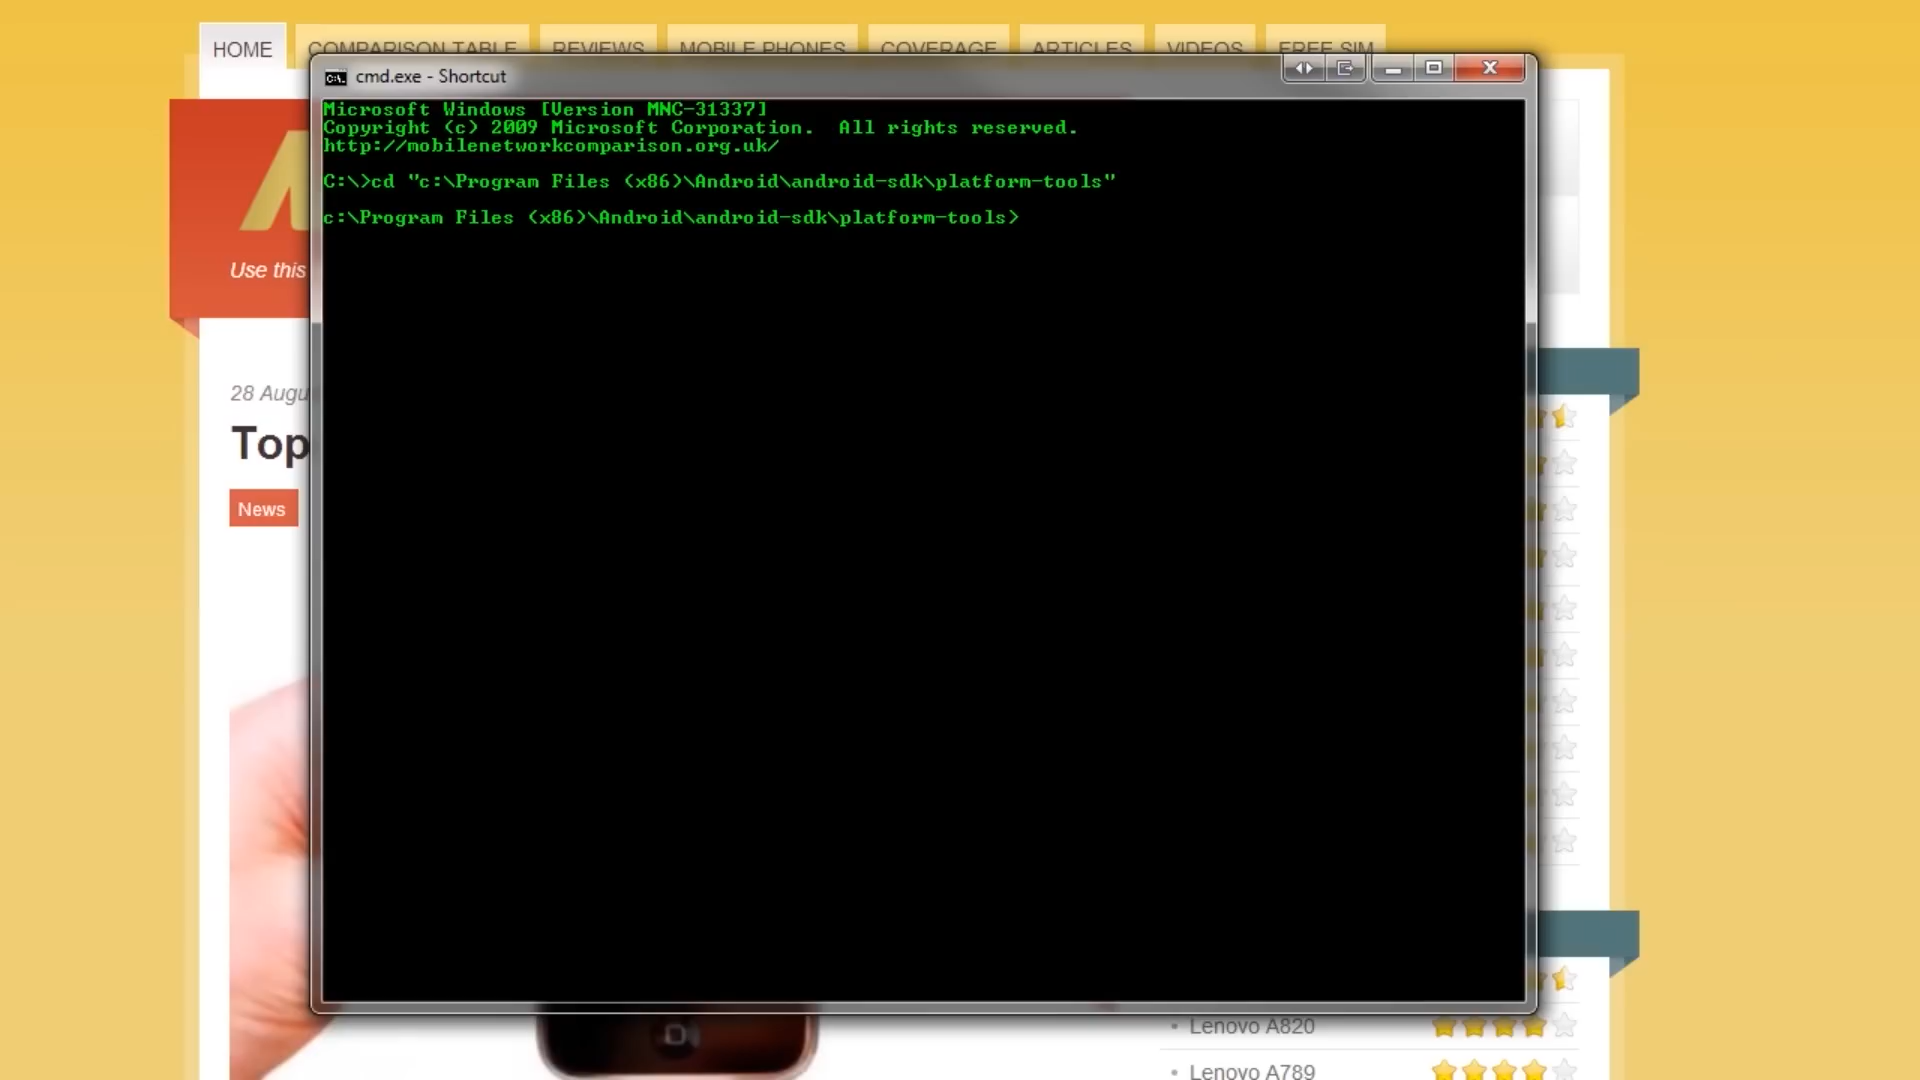 HOME
COMPARISON TABLE
REVIEWS
MOBILE PHONES
COVERAGE
ARTICLES
VIDEOS
FREE SIM
cmd.exe - Shortcut
Microsoft Windows [Version MNC-31337]
Copyright (c) 2009 Microsoft Corporation.  All rights reserved.
http://mobilenetworkcomparison.org.uk/
C:\>cd "c:\Program Files (x86)\Android\android-sdk\platform-tools"
c:\Program Files (x86)\Android\android-sdk\platform-tools>
Use this
28 Augu
Top
News
• Lenovo A820
• Lenovo A789